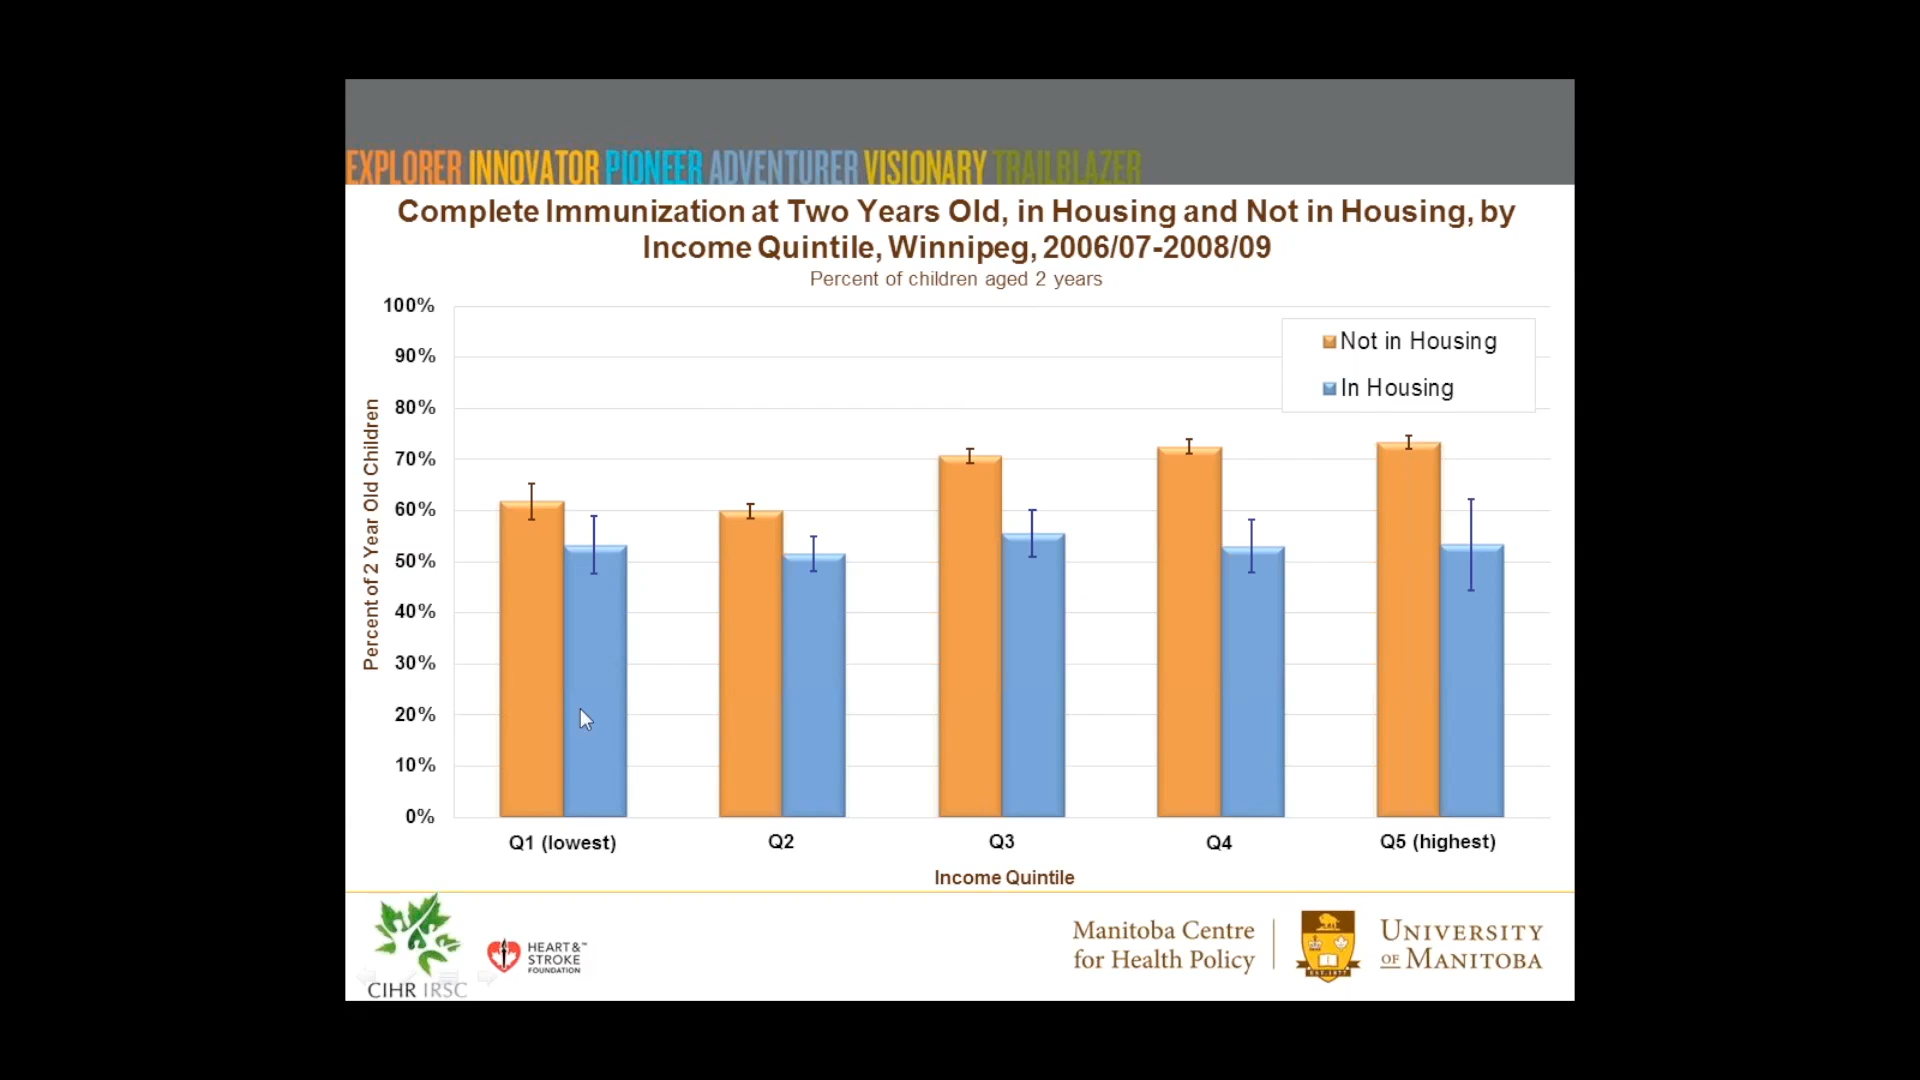 EXPLORER INNOVATOR PIONEER ADVENTURER VISIONARY TRAILBLAZER
Complete Immunization at Two Years Old, in Housing and Not in Housing, by
Income Quintile, Winnipeg, 2006/07-2008/09
Percent of children aged 2 years
Percent of 2 Year Old Children
100%
90%
80%
70%
60%
50%
40%
30%
20%
10%
0%
Not in Housing
In Housing
Q1 (lowest)
Q2
Q3
Q4
Q5 (highest)
Income Quintile
CIHR IRSC
HEART &™
STROKE
FOUNDATION
Manitoba Centre
for Health Policy
EST. 1877
UNIVERSITY
OF MANITOBA